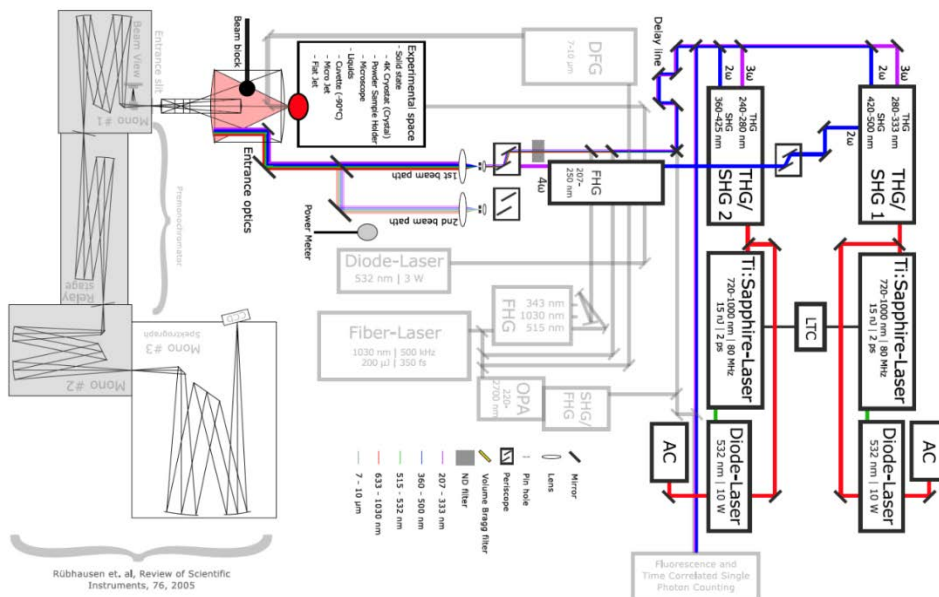 Entrance slit
Beam View
Mono #1
Premonochromator
Relay
stage
Mono #2
Mono #3
Spektrograph
CCD
Rübhausen et. al, Review of Scientific
Instruments, 76, 2005
Beam block
Entrance optics
Experimental space
- Solid state
- 4K Cryostat (Crystal)
- Powder Sample Holder
- Microscope
- Liquids
- Cuvette (-90°C)
- Micro Jet
- Flat Jet
1st beam path
2nd beam path
Power Meter
DFG
7-10 µm
4ω
FHG
207-
250 nm
Diode-Laser
532 nm | 3 W
FHG
343 nm
1030 nm
515 nm
Fiber-Laser
1030 nm | 500 kHz
200 µJ | 350 fs
OPA
220-
2700 nm
SHG/
FHG
Mirror
Lens
Pin hole
Periscope
Volume Bragg filter
ND filter
207 - 333 nm
360 - 500 nm
515 - 532 nm
633 - 1030 nm
7 - 10 µm
Delay line
2ω
3ω
THG
240-280 nm
SHG
360-425 nm
THG/
SHG 2
2ω
3ω
THG
280-333 nm
SHG
420-500 nm
THG/
SHG 1
2ω
Ti:Sapphire-Laser
720-1000 nm | 80 MHz
15 nJ | 2 ps
LTC
Ti:Sapphire-Laser
720-1000 nm | 80 MHz
15 nJ | 2 ps
AC
Diode-Laser
532 nm | 10 W
AC
Diode-Laser
532 nm | 10 W
Fluorescence and
Time Correlated Single
Photon Counting